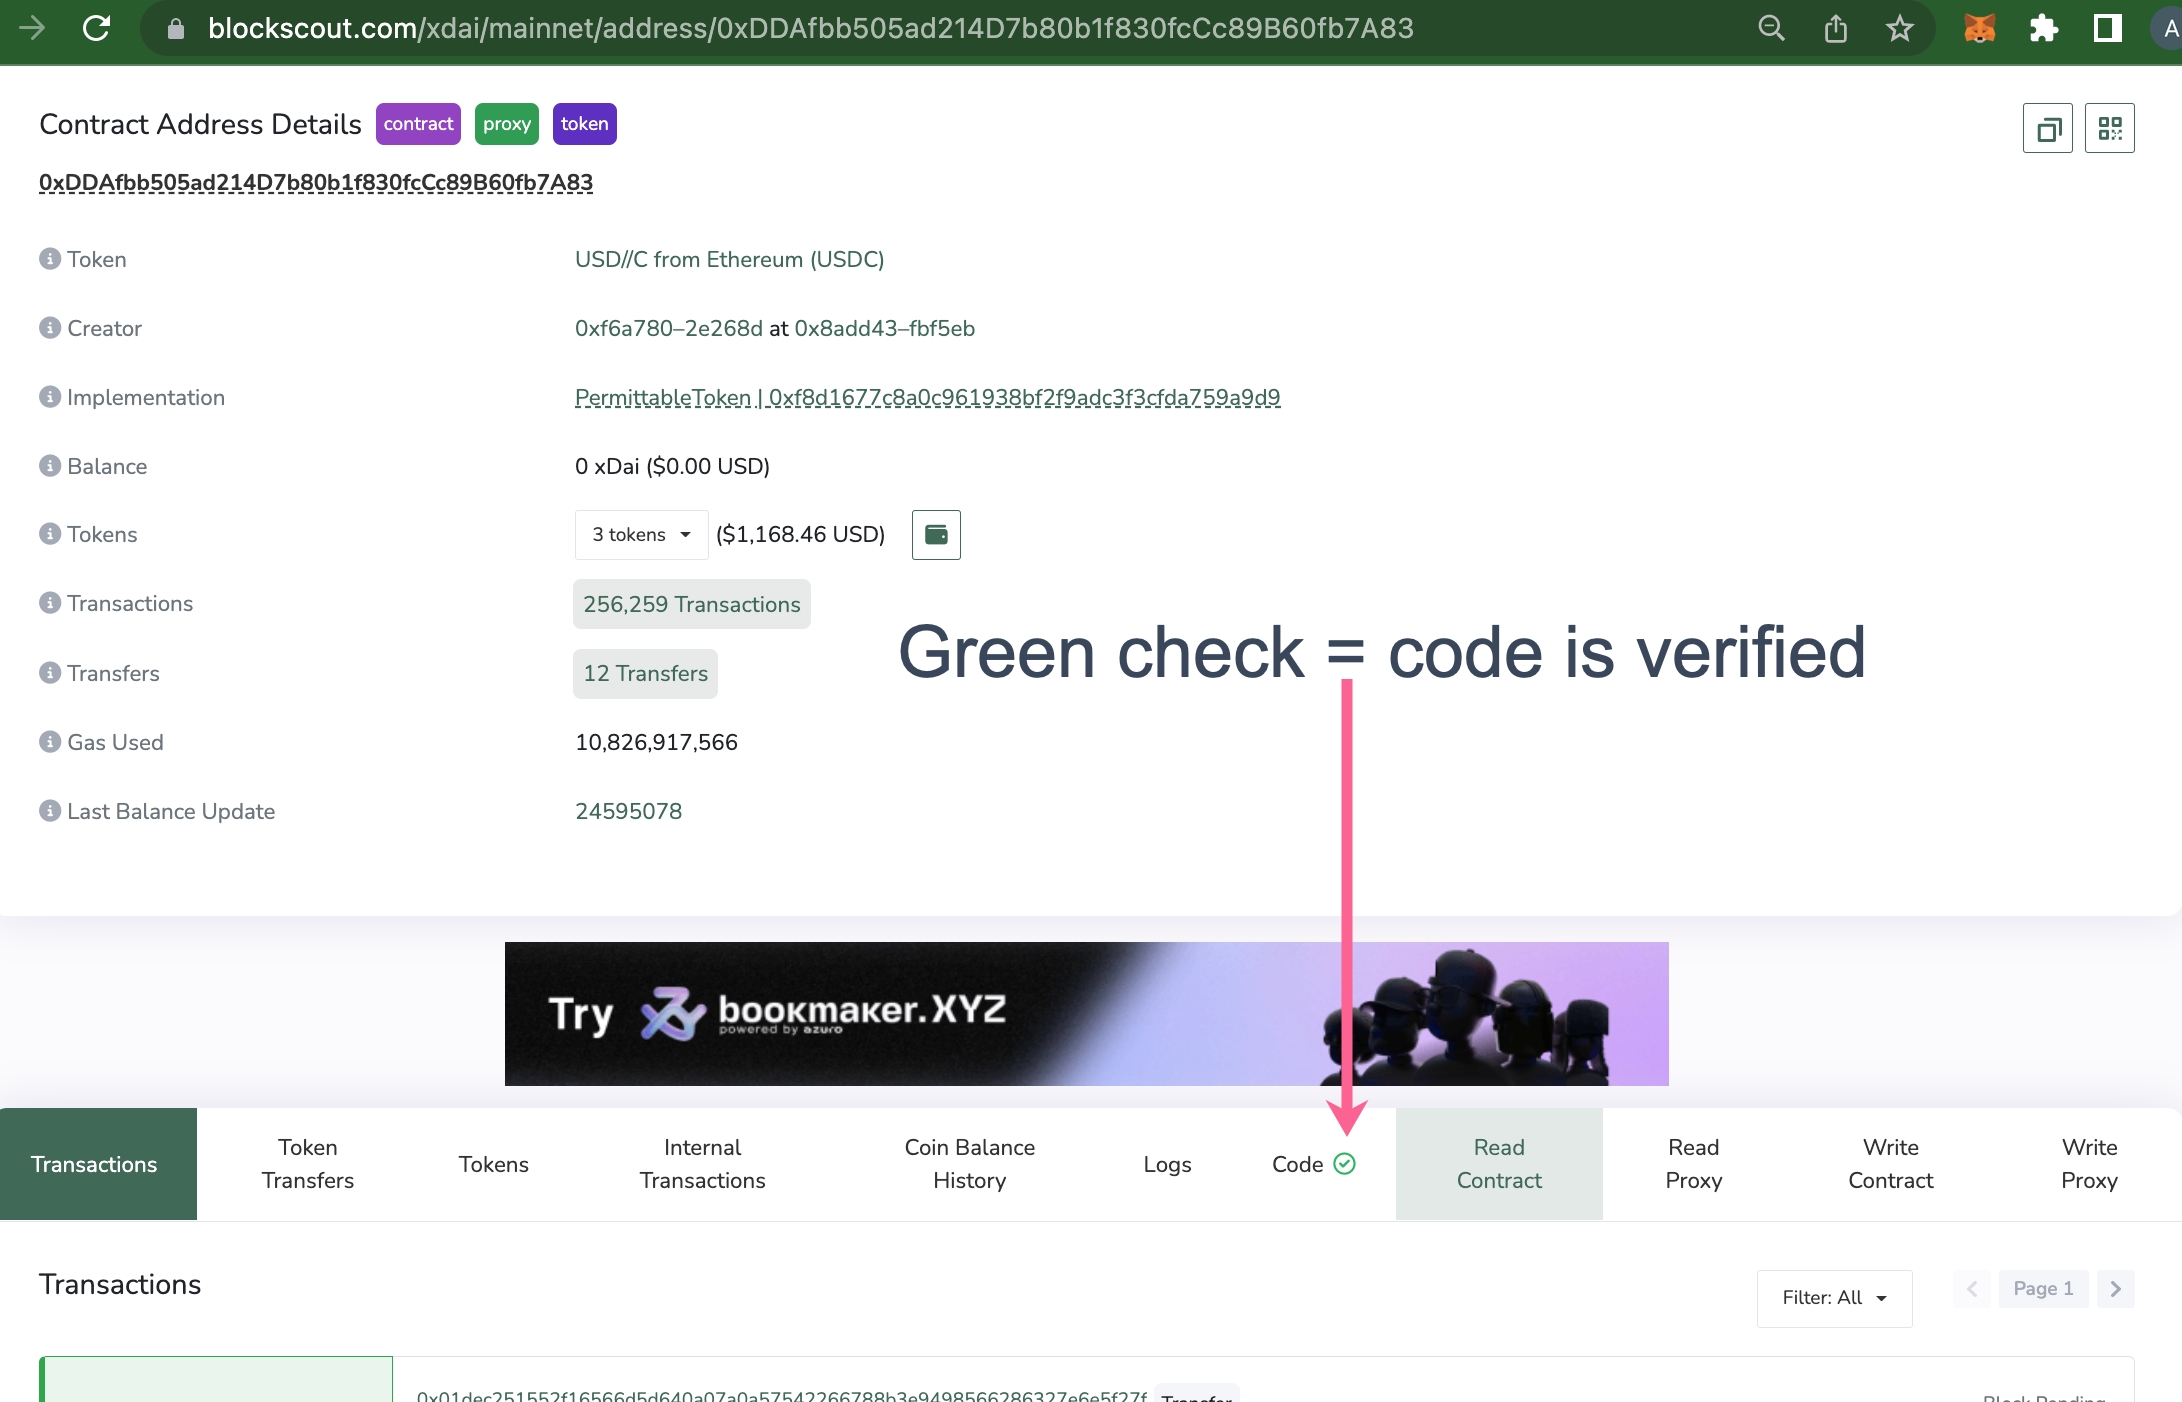 blockscout.com/xdai/mainnet/address/0xDDAfbb505ad214D7b80b1f830fcCc89B60fb7A83
A
Contract Address Details contract proxy token
0xDDAfbb505ad214D7b80b1f830fcCc89B60fb7A83
Token USD//C from Ethereum (USDC)
Creator 0xf6a780–2e268d at 0x8add43–fbf5eb
Implementation PermittableToken | 0xf8d1677c8a0c961938bf2f9adc3f3cfda759a9d9
Balance 0 xDai ($0.00 USD)
Tokens 3 tokens ($1,168.46 USD)
Transactions 256,259 Transactions
Green check = code is verified
Transfers 12 Transfers
Gas Used 10,826,917,566
Last Balance Update 24595078
Try bookmaker.XYZ
powered by azuro
Transactions
Token
Transfers
Tokens
Internal
Transactions
Coin Balance
History
Logs
Code
Read
Contract
Read
Proxy
Write
Contract
Write
Proxy
Transactions
Filter: All
Page 1
0x01dec251552f16566d5d640a07a0a57542266788b3e9498566286327e6e5f27f Transfer
Block Pending